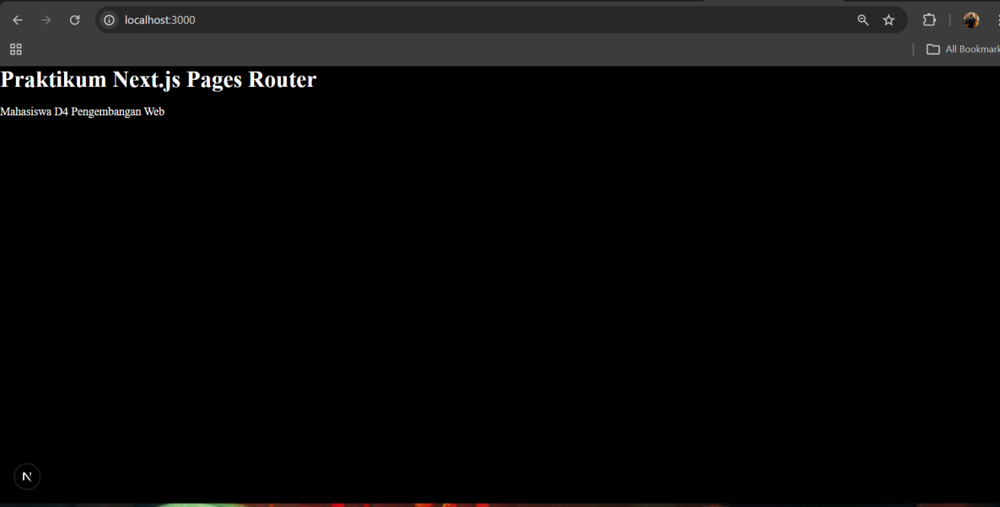 localhost:3000
All Bookmark
Praktikum Next.js Pages Router
Mahasiswa D4 Pengembangan Web
N